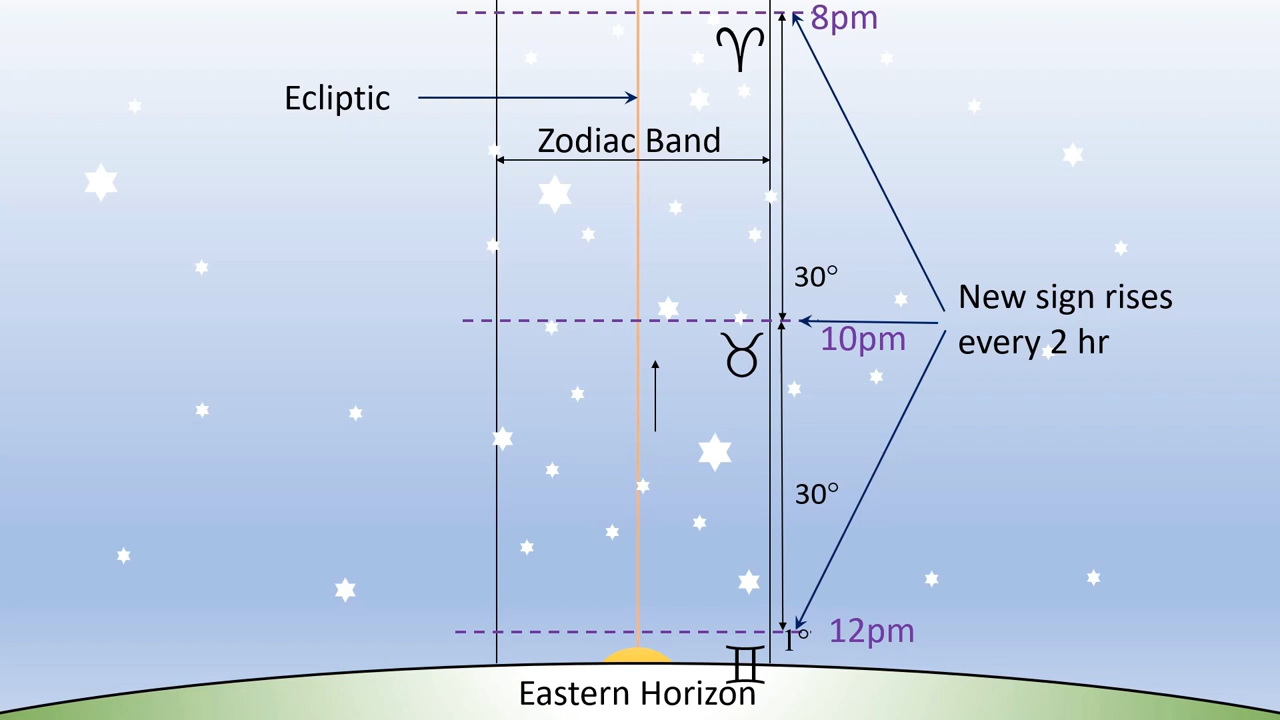 8pm
♈
Ecliptic
Zodiac Band
30°
New sign rises
every 2 hr
10pm
♉
30°
12pm
1°
♊
Eastern Horizon